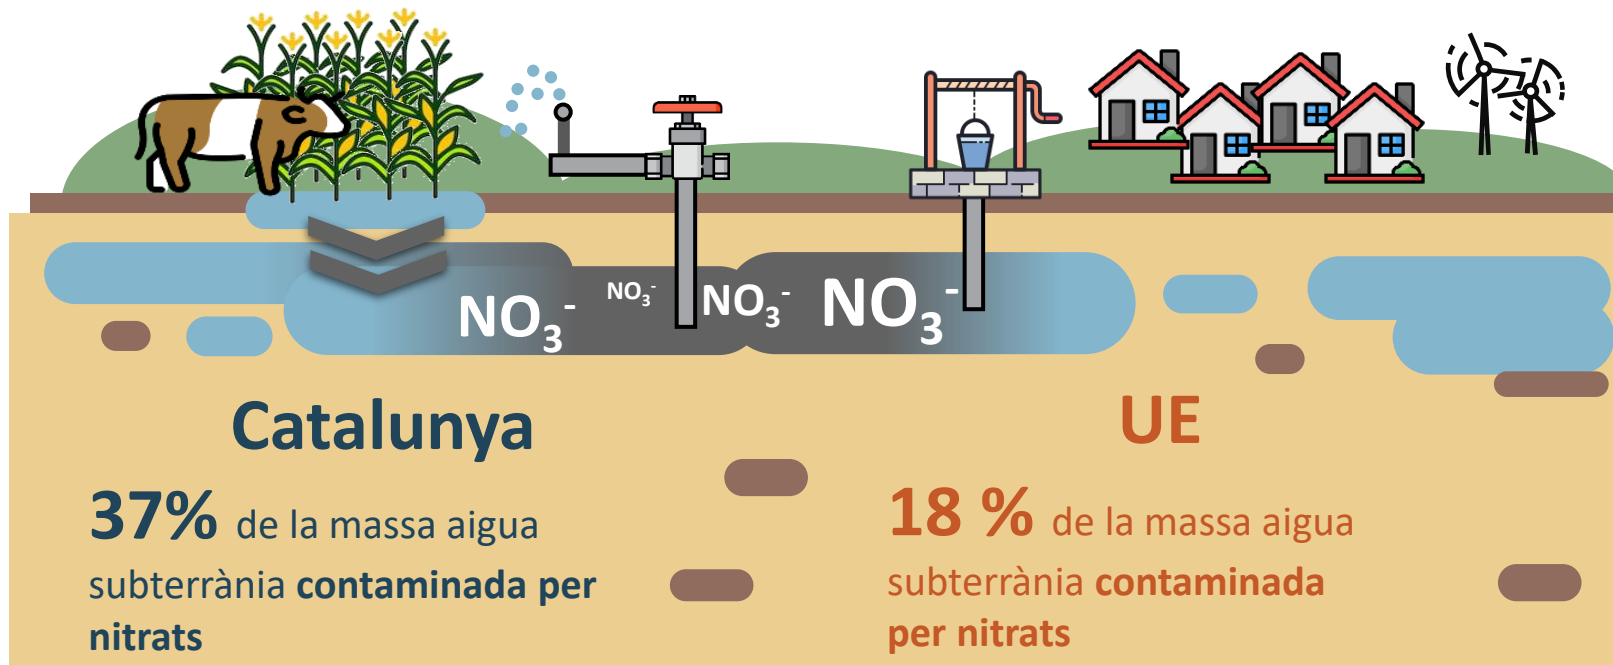 NO₃⁻ NO₃⁻ NO₃⁻ NO₃⁻
Catalunya
37% de la massa aigua
subterrània contaminada per
nitrats
UE
18 % de la massa aigua
subterrània contaminada
per nitrats